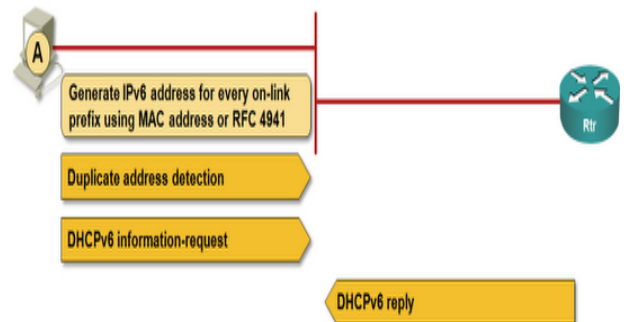 A
Generate IPv6 address for every on-link
prefix using MAC address or RFC 4941
Rtr
Duplicate address detection
DHCPv6 information-request
DHCPv6 reply